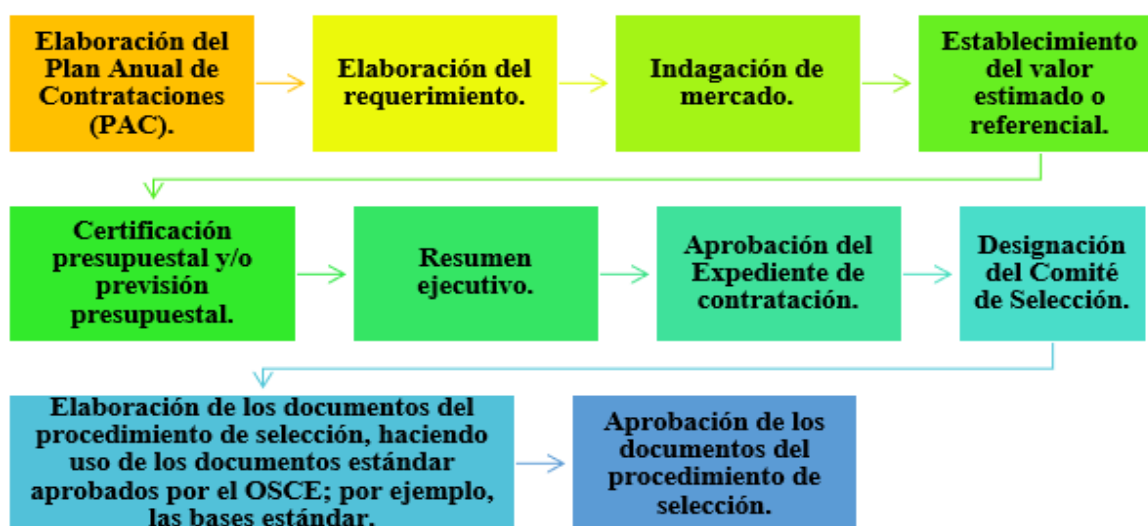 Elaboración del
Plan Anual de
Contrataciones
(PAC).
Elaboración del
requerimiento.
Indagación de
mercado.
Establecimiento
del valor
estimado o
referencial.
Certificación
presupuestal y/o
previsión
presupuestal.
Resumen
ejecutivo.
Aprobación del
Expediente de
contratación.
Designación
del Comité
de Selección.
Elaboración de los documentos del
procedimiento de selección, haciendo
uso de los documentos estándar
aprobados por el OSCE; por ejemplo,
las bases estándar.
Aprobación de los
documentos del
procedimiento de
selección.